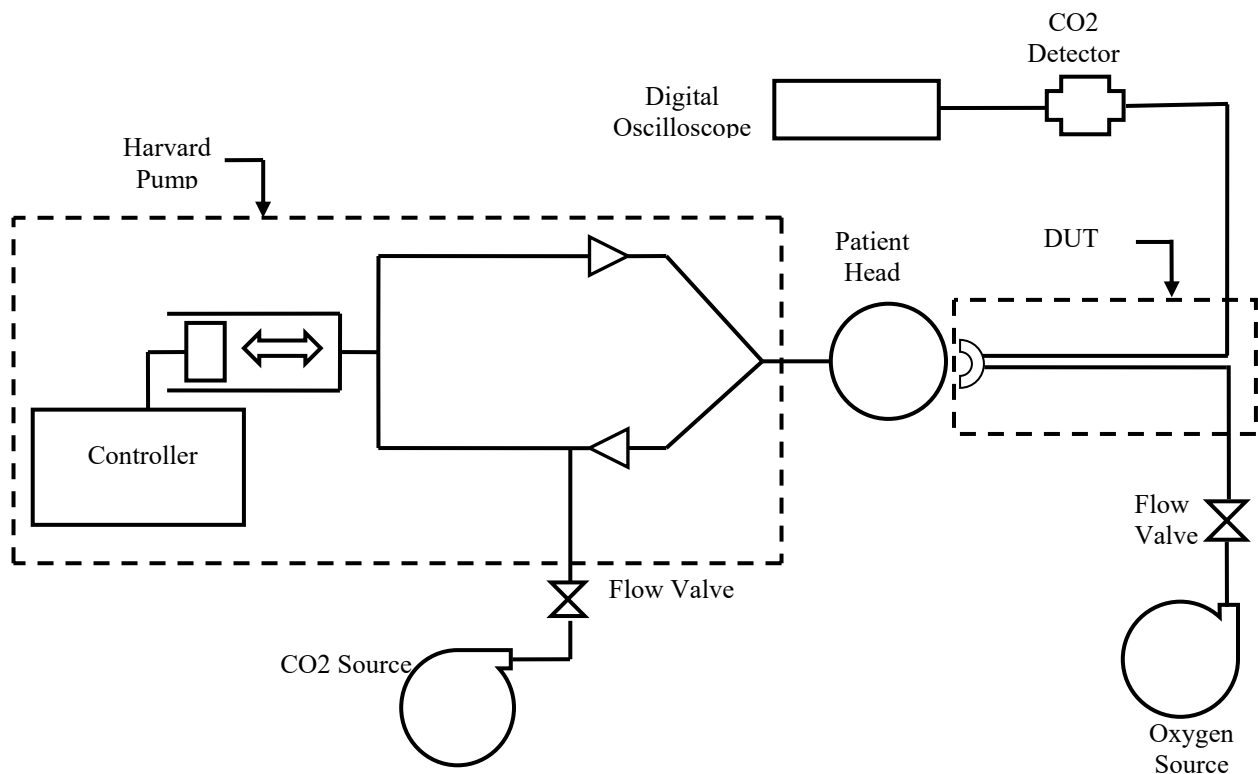 CO2
Detector
Digital
Oscilloscope
Harvard
Pump
Patient
Head
DUT
Controller
Flow
Valve
Flow Valve
CO2 Source
Oxygen
Source